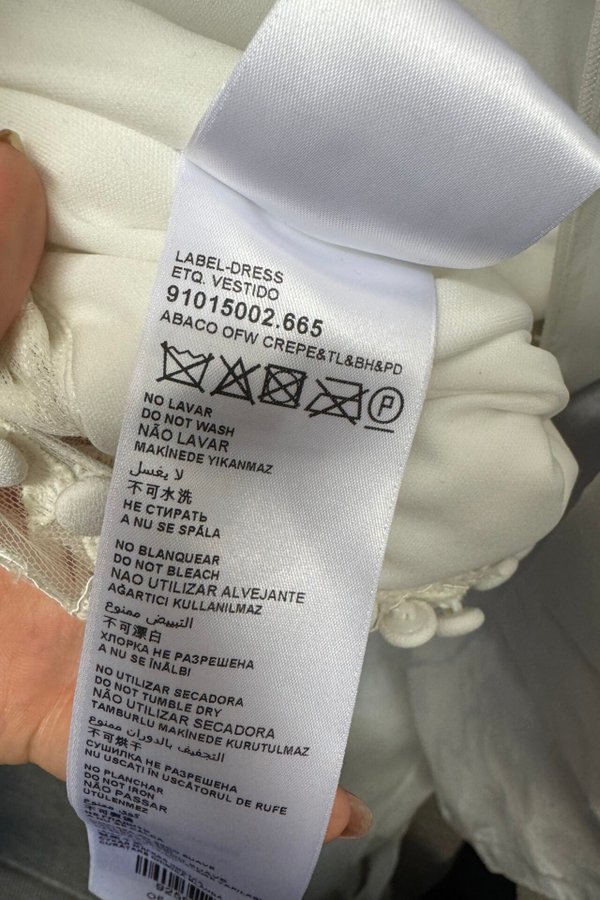 LABEL-DRESS
ETQ. VESTIDO
91015002.665
ABACO OFW CREPE&TL&BH&PD
P
NO LAVAR
DO NOT WASH
NÃO LAVAR
MAKİNEDE YIKANMAZ
لا يغسل
不可水洗
НЕ СТИРАТЬ
A NU SE SPĂLA
NO BLANQUEAR
DO NOT BLEACH
NAO UTILIZAR ALVEJANTE
AĞARTICI KULLANILMAZ
التبييض ممنوع
不可漂白
ХЛОРКА НЕ РАЗРЕШЕНА
A NU SE ÎNĂLBI
NO UTILIZAR SECADORA
DO NOT TUMBLE DRY
NÃO UTILIZAR SECADORA
TAMBURLU MAKİNEDE KURUTULMAZ
التجفيف بالدوران ممنوع
不可烘干
СУШИЛКА НЕ РАЗРЕШЕНА
NU USCAȚI ÎN USCĂTORUL DE RUFE
NO PLANCHAR
DO NOT IRON
NÃO PASSAR
ÜTÜLENMEZ